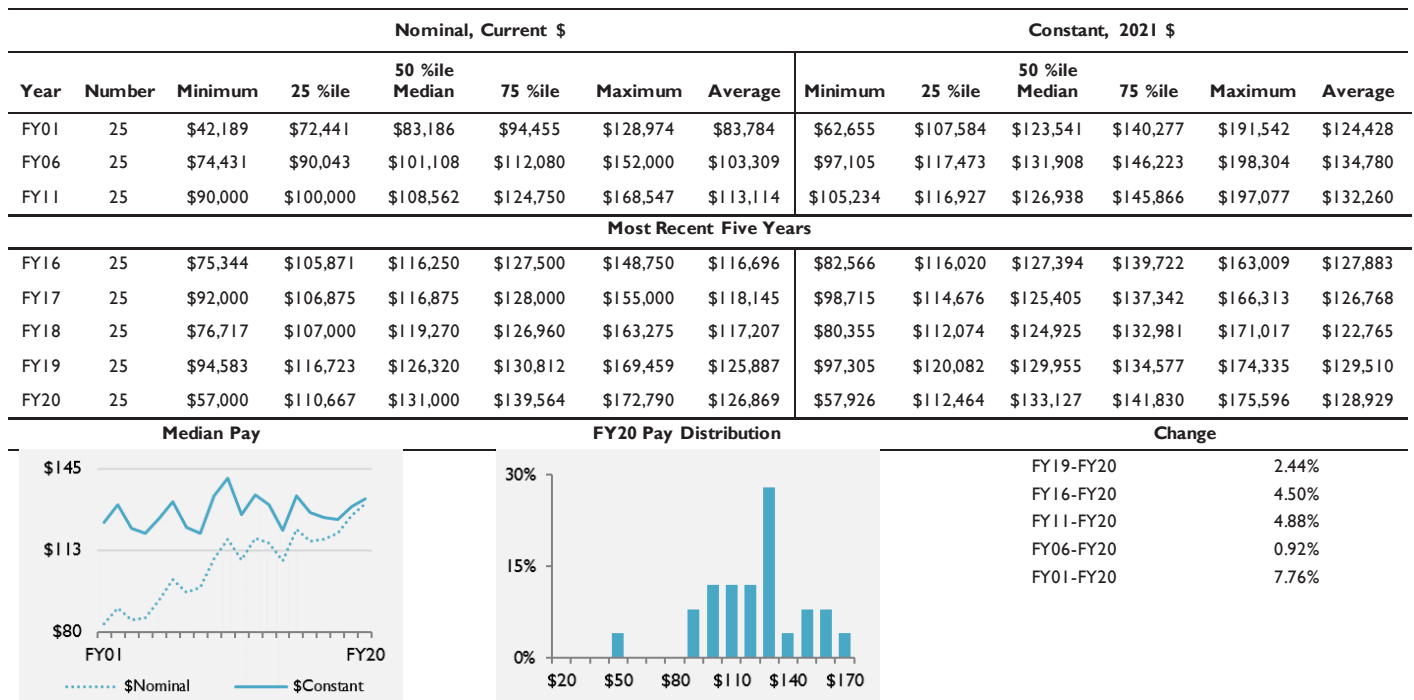 Nominal, Current $ Constant, 2021 $
50 %ile 50 %ile
Year Number Minimum 25 %ile Median 75 %ile Maximum Average Minimum 25 %ile Median 75 %ile Maximum Average
FY01 25 $42,189 $72,441 $83,186 $94,455 $128,974 $83,784 $62,655 $107,584 $123,541 $140,277 $191,542 $124,428
FY06 25 $74,431 $90,043 $101,108 $112,080 $152,000 $103,309 $97,105 $117,473 $131,908 $146,223 $198,304 $134,780
FY11 25 $90,000 $100,000 $108,562 $124,750 $168,547 $113,114 $105,234 $116,927 $126,938 $145,866 $197,077 $132,260
Most Recent Five Years
FY16 25 $75,344 $105,871 $116,250 $127,500 $148,750 $116,696 $82,566 $116,020 $127,394 $139,722 $163,009 $127,883
FY17 25 $92,000 $106,875 $116,875 $128,000 $155,000 $118,145 $98,715 $114,676 $125,405 $137,342 $166,313 $126,768
FY18 25 $76,717 $107,000 $119,270 $126,960 $163,275 $117,207 $80,355 $112,074 $124,925 $132,981 $171,017 $122,765
FY19 25 $94,583 $116,723 $126,320 $130,812 $169,459 $125,887 $97,305 $120,082 $129,955 $134,577 $174,335 $129,510
FY20 25 $57,000 $110,667 $131,000 $139,564 $172,790 $126,869 $57,926 $112,464 $133,127 $141,830 $175,596 $128,929
Median Pay FY20 Pay Distribution Change
$145
$113
$80
FY01 FY20
$Nominal $Constant
30%
15%
0%
$20 $50 $80 $110 $140 $170
FY19-FY20 2.44%
FY16-FY20 4.50%
FY11-FY20 4.88%
FY06-FY20 0.92%
FY01-FY20 7.76%